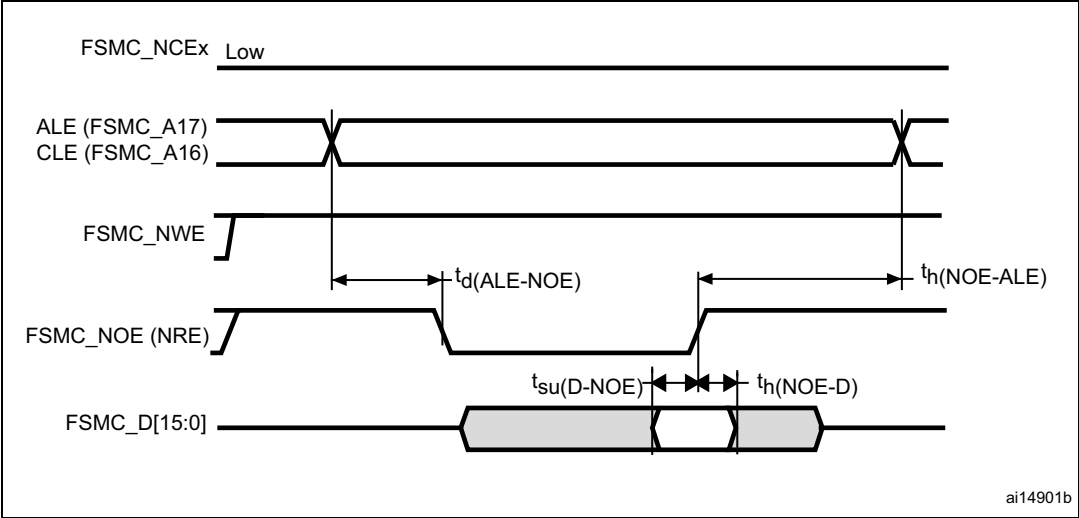 FSMC_NCEx Low
ALE (FSMC_A17)
CLE (FSMC_A16)
FSMC_NWE
td(ALE-NOE)
th(NOE-ALE)
FSMC_NOE (NRE)
tsu(D-NOE)
th(NOE-D)
FSMC_D[15:0]
ai14901b